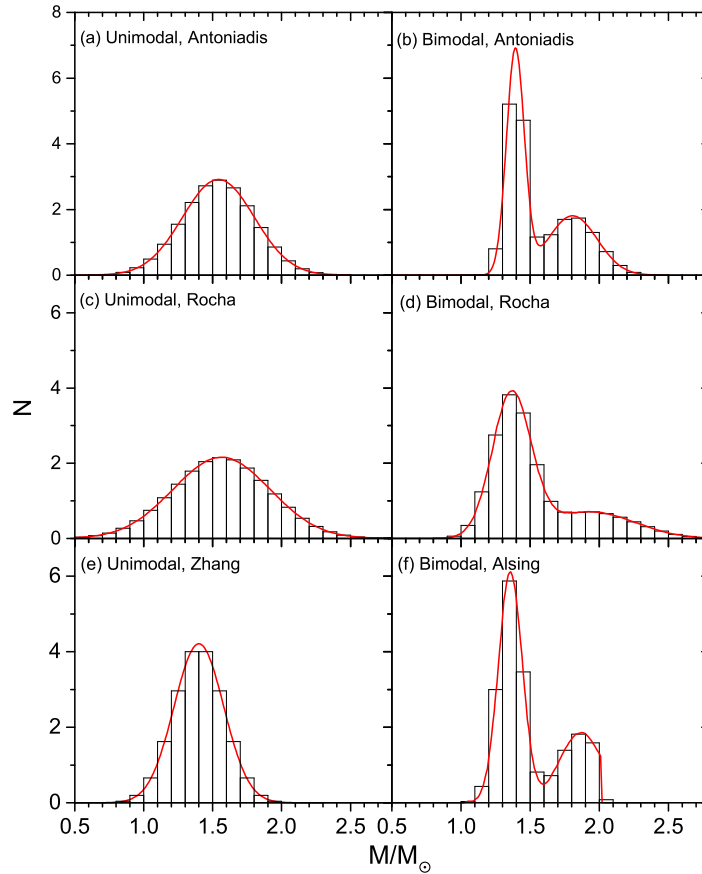 8
(a) Unimodal, Antoniadis
(b) Bimodal, Antoniadis
6
4
2
0
(c) Unimodal, Rocha
(d) Bimodal, Rocha
6
4
2
0
N
(e) Unimodal, Zhang
(f) Bimodal, Alsing
6
4
2
0
0.5 1.0 1.5 2.0 2.5 1.0 1.5 2.0 2.5
M/M☉